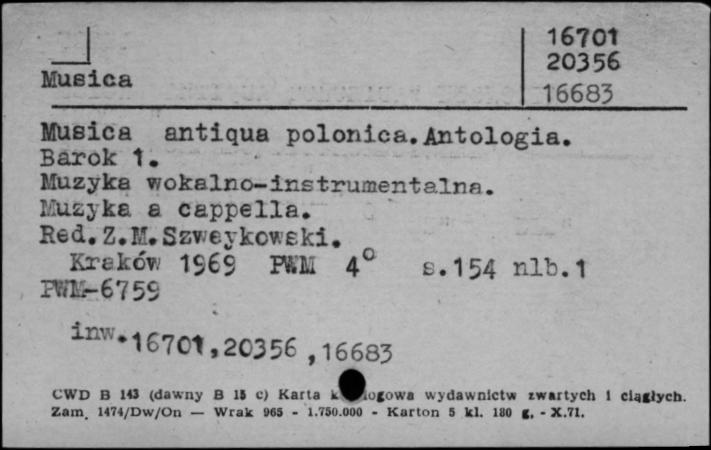 16701
20356
Musica
16683
Musica antiqua polonica. Antologia.
Barok 1.
Muzyka wokalno-instrumentalna.
Muzyka a cappella.
Red. Z.M. Szweykowski.
Kraków 1969 PWM 4° s.154 nlb.1
PWM-6759
inw. 16701, 20356, 16683
CWD B 143 (dawny B 15 c) Karta wydawnictw zwartych i ciągłych.
Zam. 1474/Dw/On — Wrak 965 - 1.750.000 - Karton 5 kl. 180 g. - X.71.